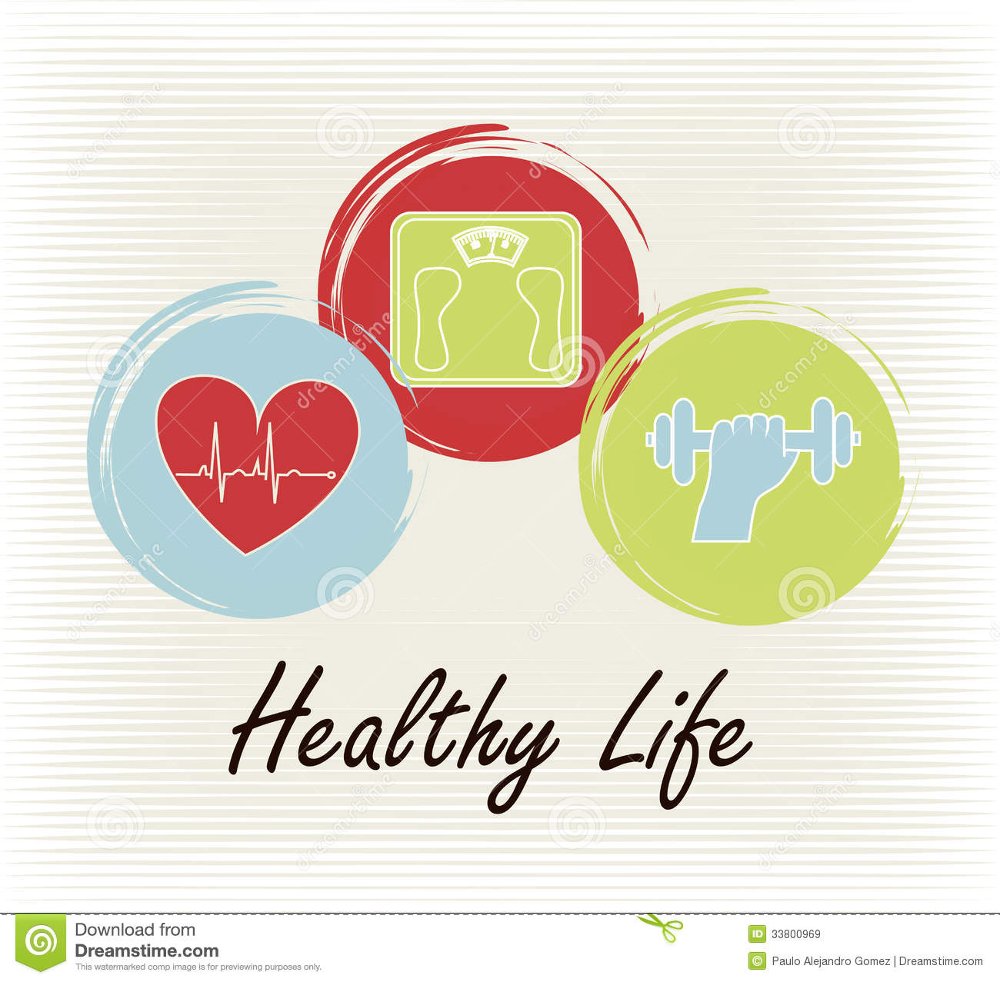 Healthy Life
Download from
Dreamstime.com
This watermarked comp image is for previewing purposes only.
ID 33800969
© Paulo Alejandro Gomez | Dreamstime.com
dreamstime